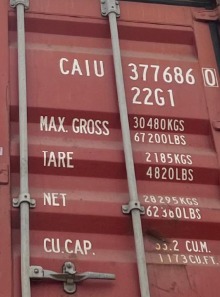 CAIU 377686 0
22G1
MAX. GROSS 30480KGS
67200LBS
TARE 2185KGS
4820LBS
NET 28295KGS
62380LBS
CU.CAP. 33.2 CU.M.
1173CU.FT.